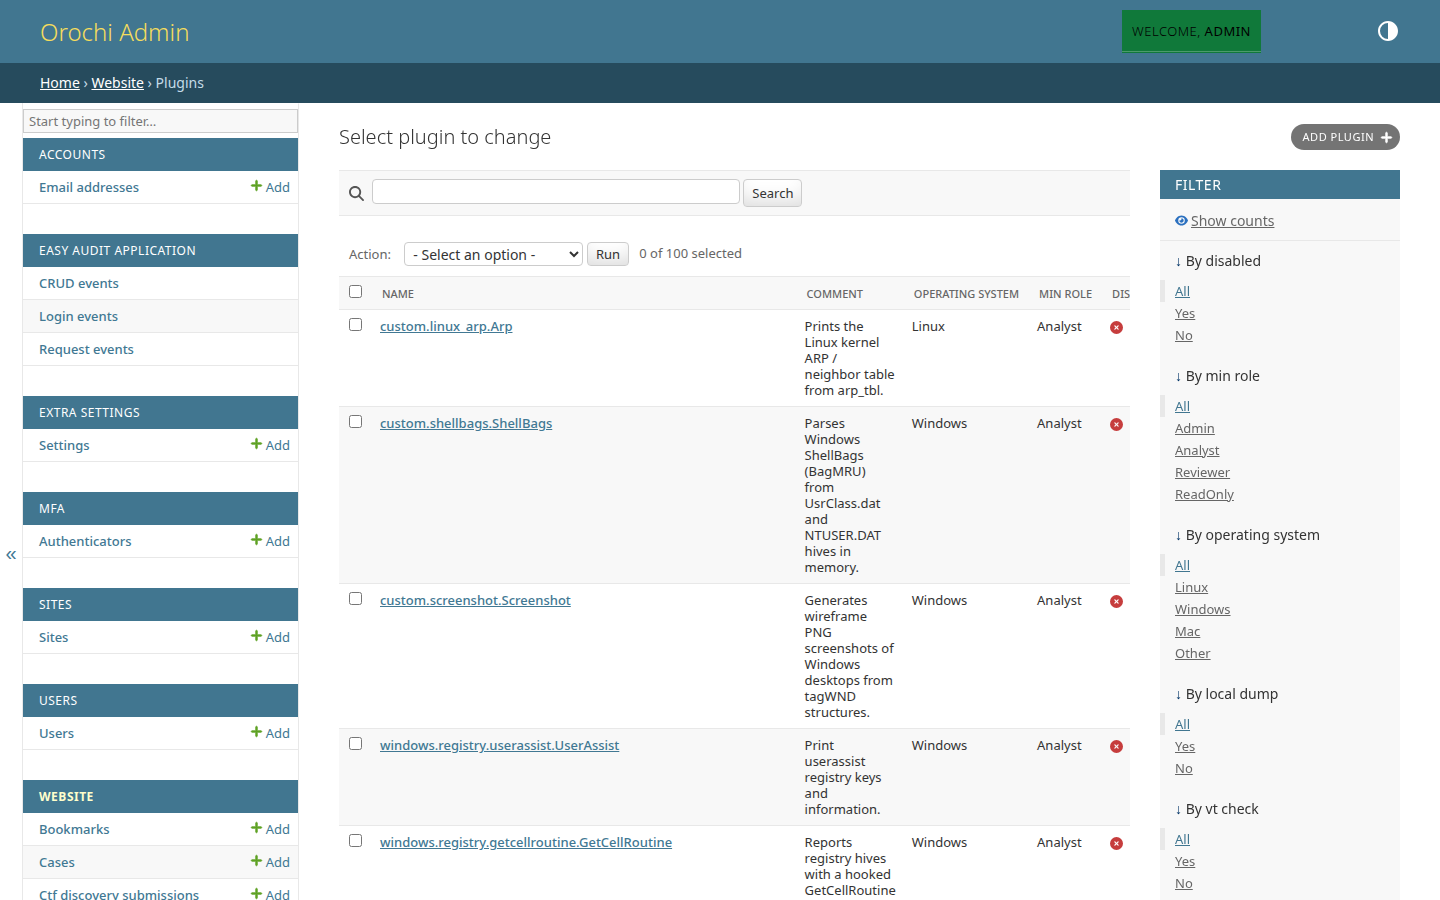 Orochi Admin
WELCOME, ADMIN
Home › Website › Plugins
Start typing to filter...
ACCOUNTS
Email addresses
Add
EASY AUDIT APPLICATION
CRUD events
Login events
Request events
EXTRA SETTINGS
Settings
Add
MFA
Authenticators
Add
SITES
Sites
Add
USERS
Users
Add
WEBSITE
Bookmarks
Add
Cases
Add
Ctf discovery submissions
Add
«
Select plugin to change
ADD PLUGIN
Search
Action:
- Select an option -
Run
0 of 100 selected
NAME
COMMENT
OPERATING SYSTEM
MIN ROLE
DIS
custom.linux_arp.Arp
Prints the
Linux kernel
ARP /
neighbor table
from arp_tbl.
Linux
Analyst
custom.shellbags.ShellBags
Parses
Windows
ShellBags
(BagMRU)
from
UsrClass.dat
and
NTUSER.DAT
hives in
memory.
Windows
Analyst
custom.screenshot.Screenshot
Generates
wireframe
PNG
screenshots of
Windows
desktops from
tagWND
structures.
Windows
Analyst
windows.registry.userassist.UserAssist
Print
userassist
registry keys
and
information.
Windows
Analyst
windows.registry.getcellroutine.GetCellRoutine
Reports
registry hives
with a hooked
GetCellRoutine
Windows
Analyst
FILTER
Show counts
↓ By disabled
All
Yes
No
↓ By min role
All
Admin
Analyst
Reviewer
ReadOnly
↓ By operating system
All
Linux
Windows
Mac
Other
↓ By local dump
All
Yes
No
↓ By vt check
All
Yes
No